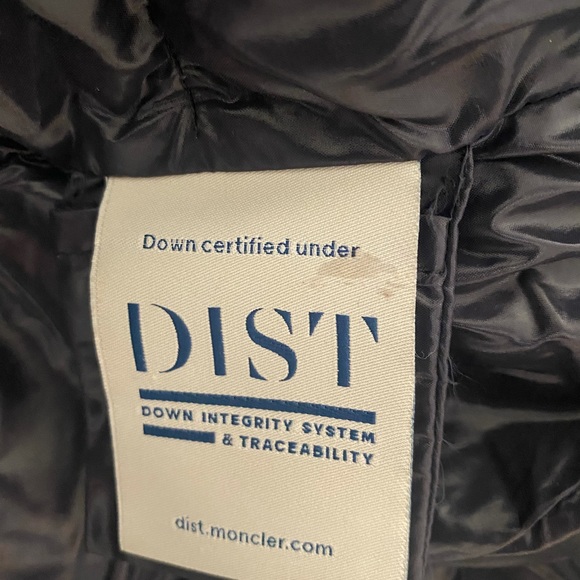 Down certified under
DIST
DOWN INTEGRITY SYSTEM
& TRACEABILITY
dist.moncler.com